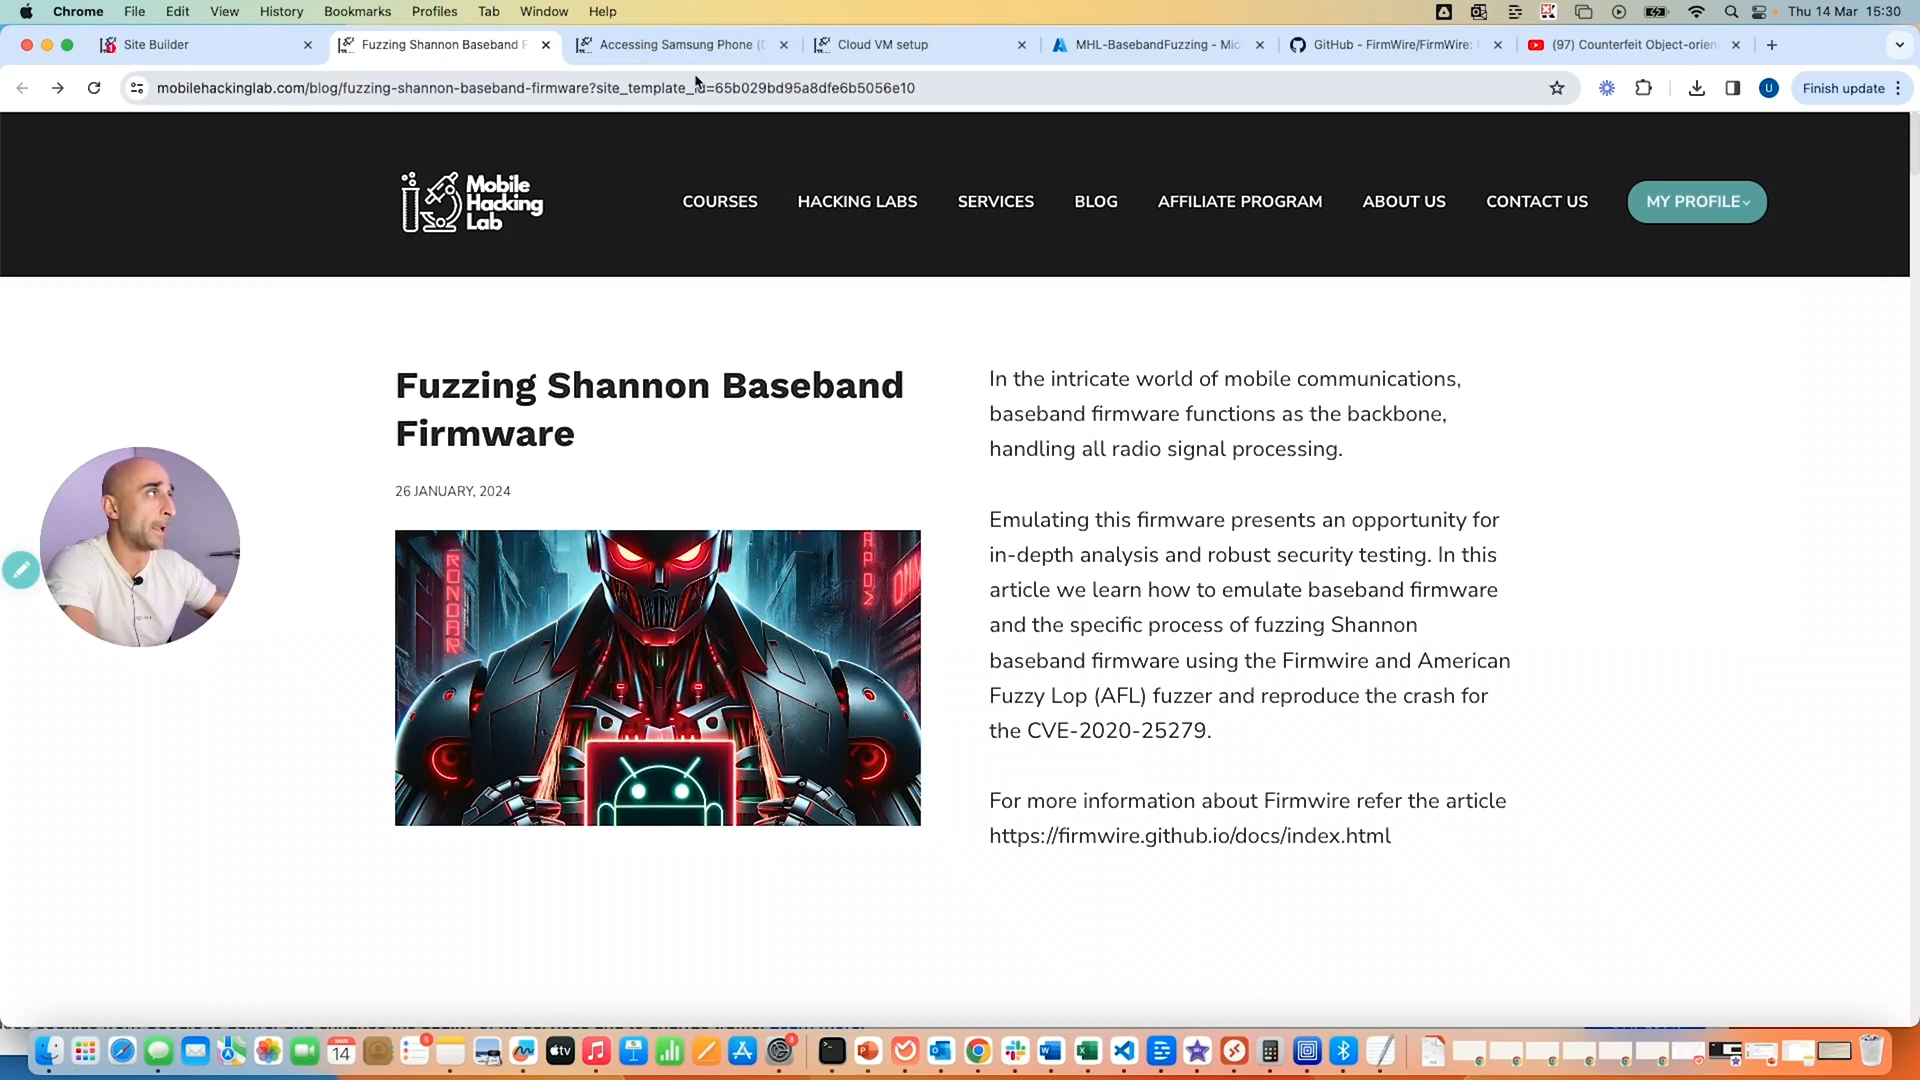 Chrome File Edit View History Bookmarks Profiles Tab Window Help
Thu 14 Mar 15:30
Site Builder
Fuzzing Shannon Baseband F
Accessing Samsung Phone (D
Cloud VM setup
MHL-BasebandFuzzing - Mic
GitHub - FirmWire/FirmWire:
(97) Counterfeit Object-orien
mobilehackinglab.com/blog/fuzzing-shannon-baseband-firmware?site_template_id=65b029bd95a8dfe6b5056e10
U
Finish update
Mobile
Hacking
Lab
COURSES HACKING LABS SERVICES BLOG AFFILIATE PROGRAM ABOUT US CONTACT US MY PROFILE
Fuzzing Shannon Baseband
Firmware
26 JANUARY, 2024
In the intricate world of mobile communications,
baseband firmware functions as the backbone,
handling all radio signal processing.
Emulating this firmware presents an opportunity for
in-depth analysis and robust security testing. In this
article we learn how to emulate baseband firmware
and the specific process of fuzzing Shannon
baseband firmware using the Firmwire and American
Fuzzy Lop (AFL) fuzzer and reproduce the crash for
the CVE-2020-25279.
For more information about Firmwire refer the article
https://firmwire.github.io/docs/index.html
MAR
14
tv